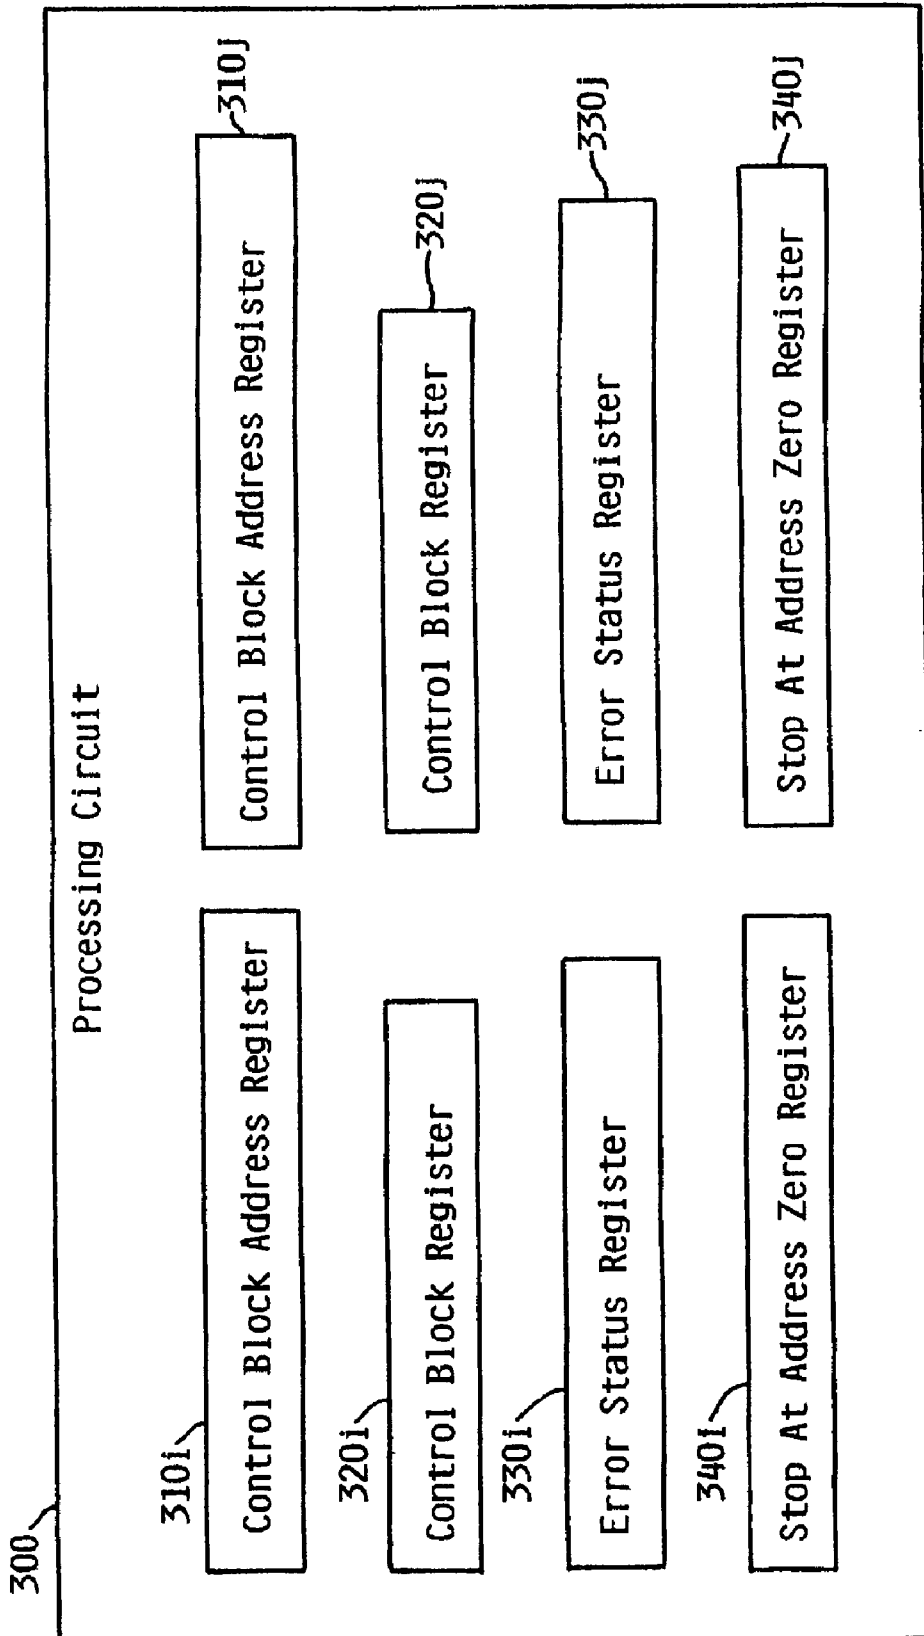 300
Processing Circuit
310i
Control Block Address Register
310j
Control Block Address Register
320i
Control Block Register
320j
Control Block Register
330i
Error Status Register
330j
Error Status Register
340i
Stop At Address Zero Register
340j
Stop At Address Zero Register